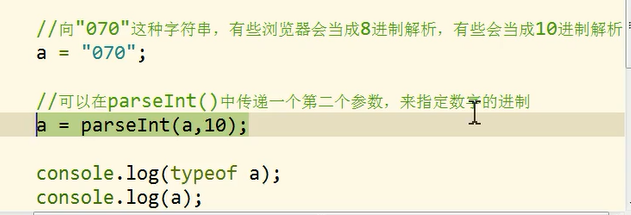 //向"070"这种字符串，有些浏览器会当成8进制解析，有些会当成10进制解析
a = "070";
//可以在parseInt()中传递一个第二个参数，来指定数字的进制
a = parseInt(a,10);
console.log(typeof a);
console.log(a);